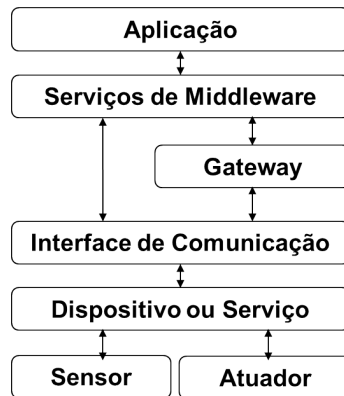 Aplicação
Serviços de Middleware
Gateway
Interface de Comunicação
Dispositivo ou Serviço
Sensor
Atuador